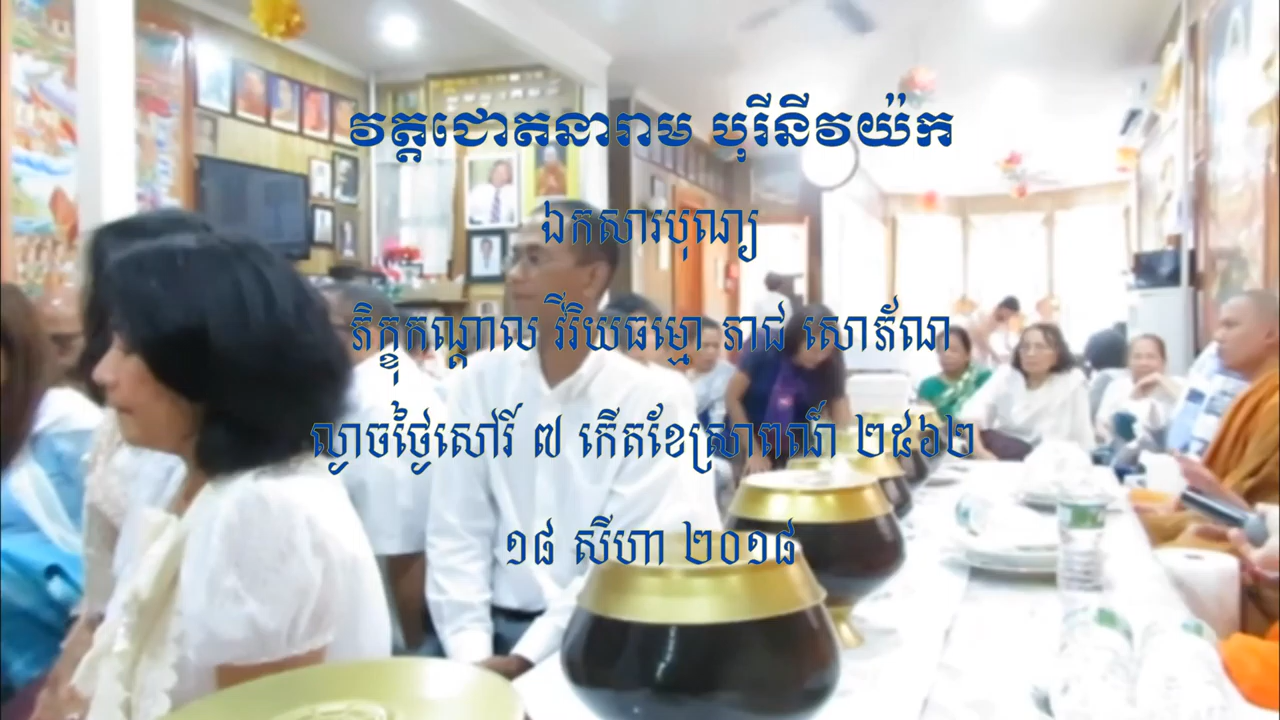 វត្តជោតនារាម បុរីនីវយ៉ក
ឯកសារបុណ្យ
ភិក្ខុកណ្តាល វីរិយធម្មោ ភាជ សោភ័ណ
ល្ងាចថ្ងៃសៅរ៍ ៧ កើតខែស្រាពណ៍ ២៥៦២
១៨ សីហា ២០១៨